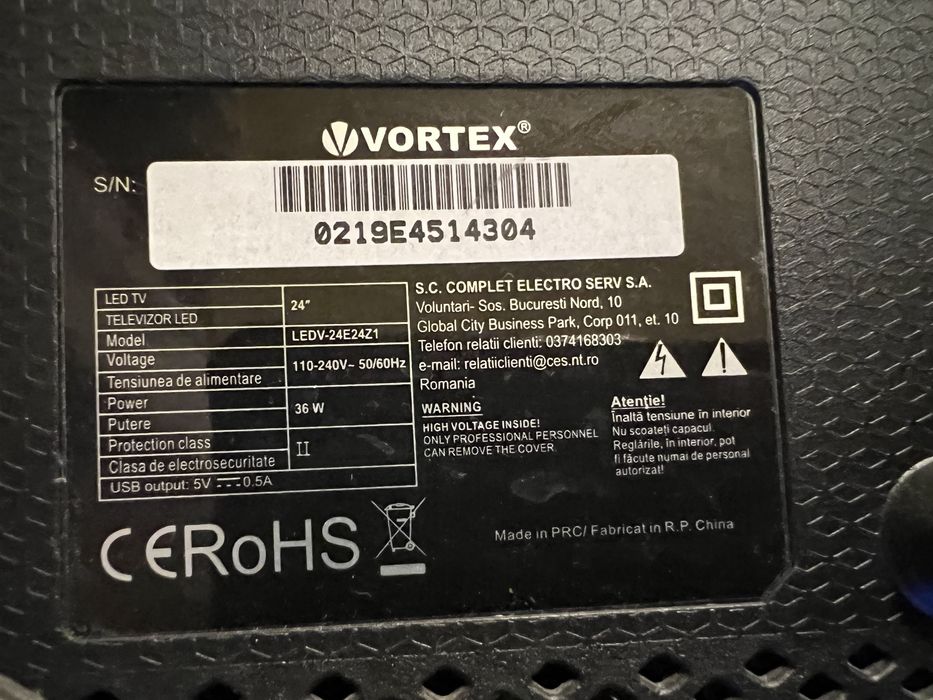 VORTEX®
S/N:
0219E4514304
LED TV
TELEVIZOR LED
24"
Model
LEDV-24E24Z1
Voltage
Tensiunea de alimentare
110-240V~ 50/60Hz
Power
Putere
36 W
Protection class
Clasa de electrosecuritate
II
USB output: 5V ⎓ 0.5A
S.C. COMPLET ELECTRO SERV S.A.
Voluntari- Sos. Bucuresti Nord, 10
Global City Business Park, Corp 011, et. 10
Telefon relatii clienti: 0374168303
e-mail: relatiiclienti@ces.nt.ro
Romania
WARNING
HIGH VOLTAGE INSIDE!
ONLY PROFESSIONAL PERSONNEL
CAN REMOVE THE COVER.
Atenție!
Înaltă tensiune în interior
Nu scoateți capacul.
Reglările, în interior, pot
fi făcute numai de personal
autorizat!
CE RoHS
Made in PRC/ Fabricat in R.P. China